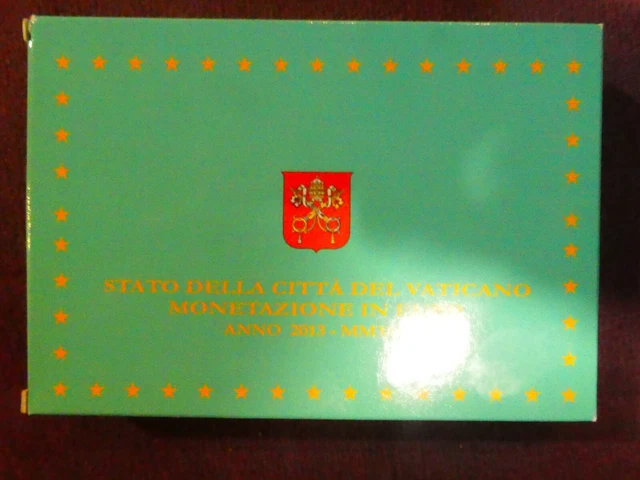 STATO DELLA CITTÀ DEL VATICANO
MONETAZIONE IN
ANNO 2013 -